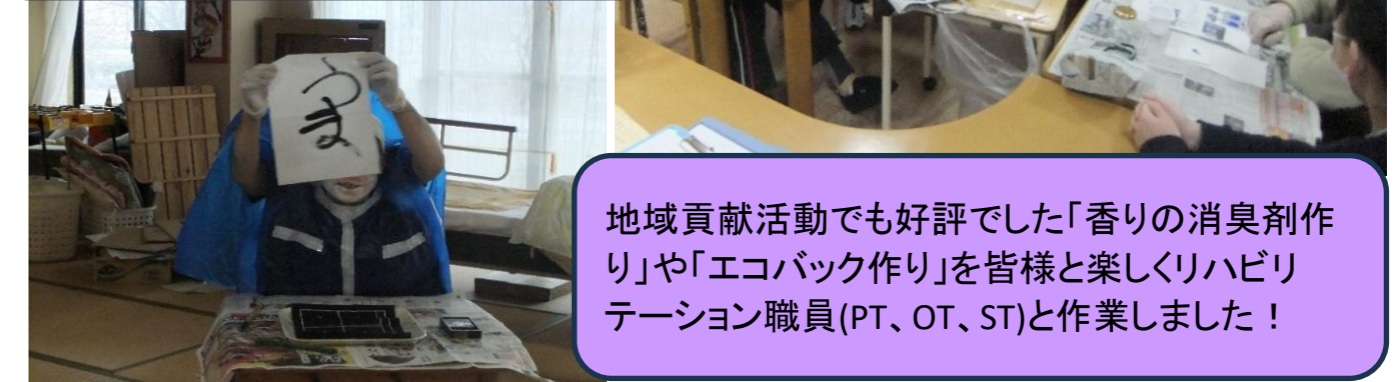 うま
地域貢献活動でも好評でした「香りの消臭剤作
り」や「エコバック作り」を皆様と楽しくリハビリ
テーション職員(PT、OT、ST)と作業しました！